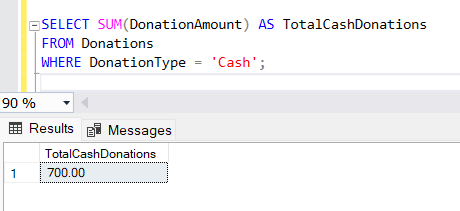 SELECT SUM(DonationAmount) AS TotalCashDonations
FROM Donations
WHERE DonationType = 'Cash';
90 %
Results Messages
TotalCashDonations
1 700.00